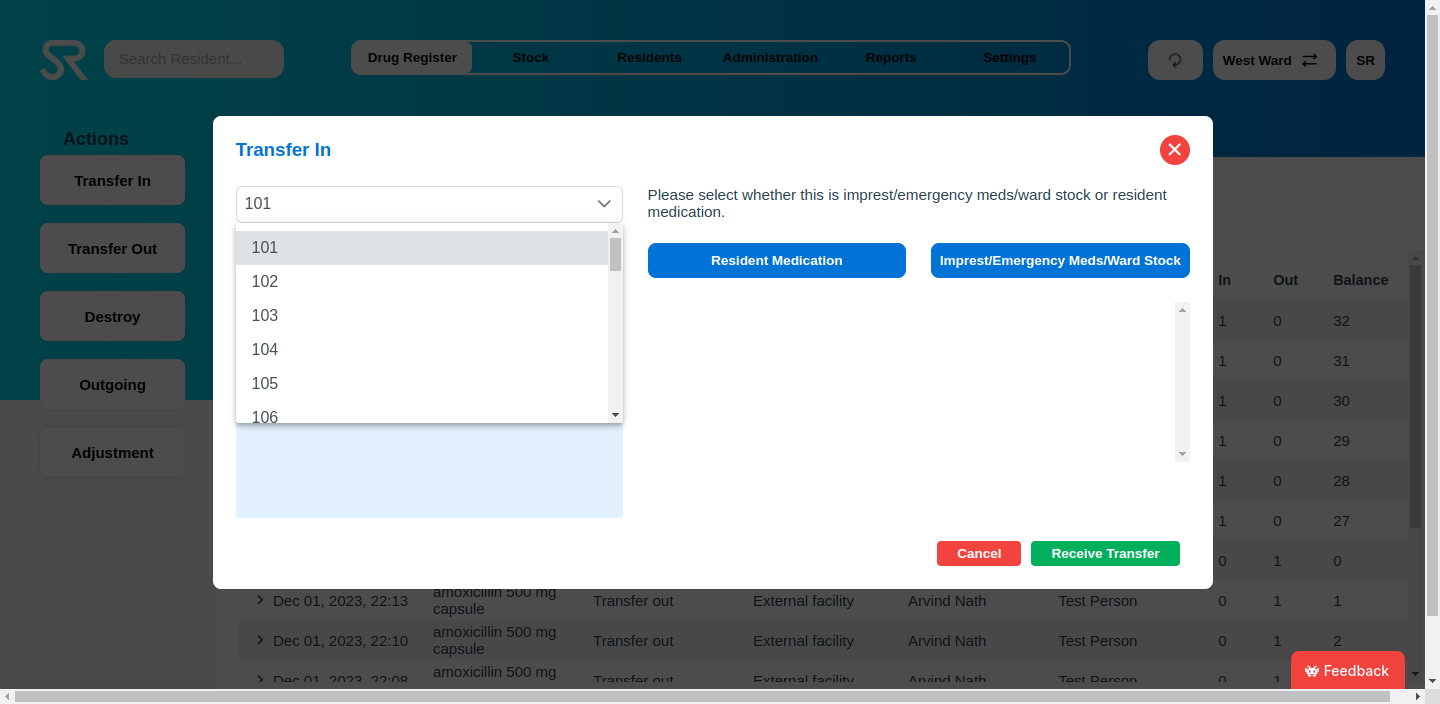 SR
Search Resident...
Drug Register
Stock
Residents
Administration
Reports
Settings
West Ward
SR
Actions
Transfer In
Transfer Out
Destroy
Outgoing
Adjustment
Transfer In
101
101
102
103
104
105
106
Please select whether this is imprest/emergency meds/ward stock or resident
medication.
Resident Medication
Imprest/Emergency Meds/Ward Stock
Cancel
Receive Transfer
In Out Balance
1 0 32
1 0 31
1 0 30
1 0 29
1 0 28
1 0 27
0 1 0
amoxicillin 500 mg
Dec 01, 2023, 22:13 capsule Transfer out External facility Arvind Nath Test Person 0 1 1
amoxicillin 500 mg
Dec 01, 2023, 22:10 capsule Transfer out External facility Arvind Nath Test Person 0 1 2
amoxicillin 500 mg
Dec 01, 2023, 22:08 Transfer out External facility Arvind Nath Test Person 0 1
Feedback